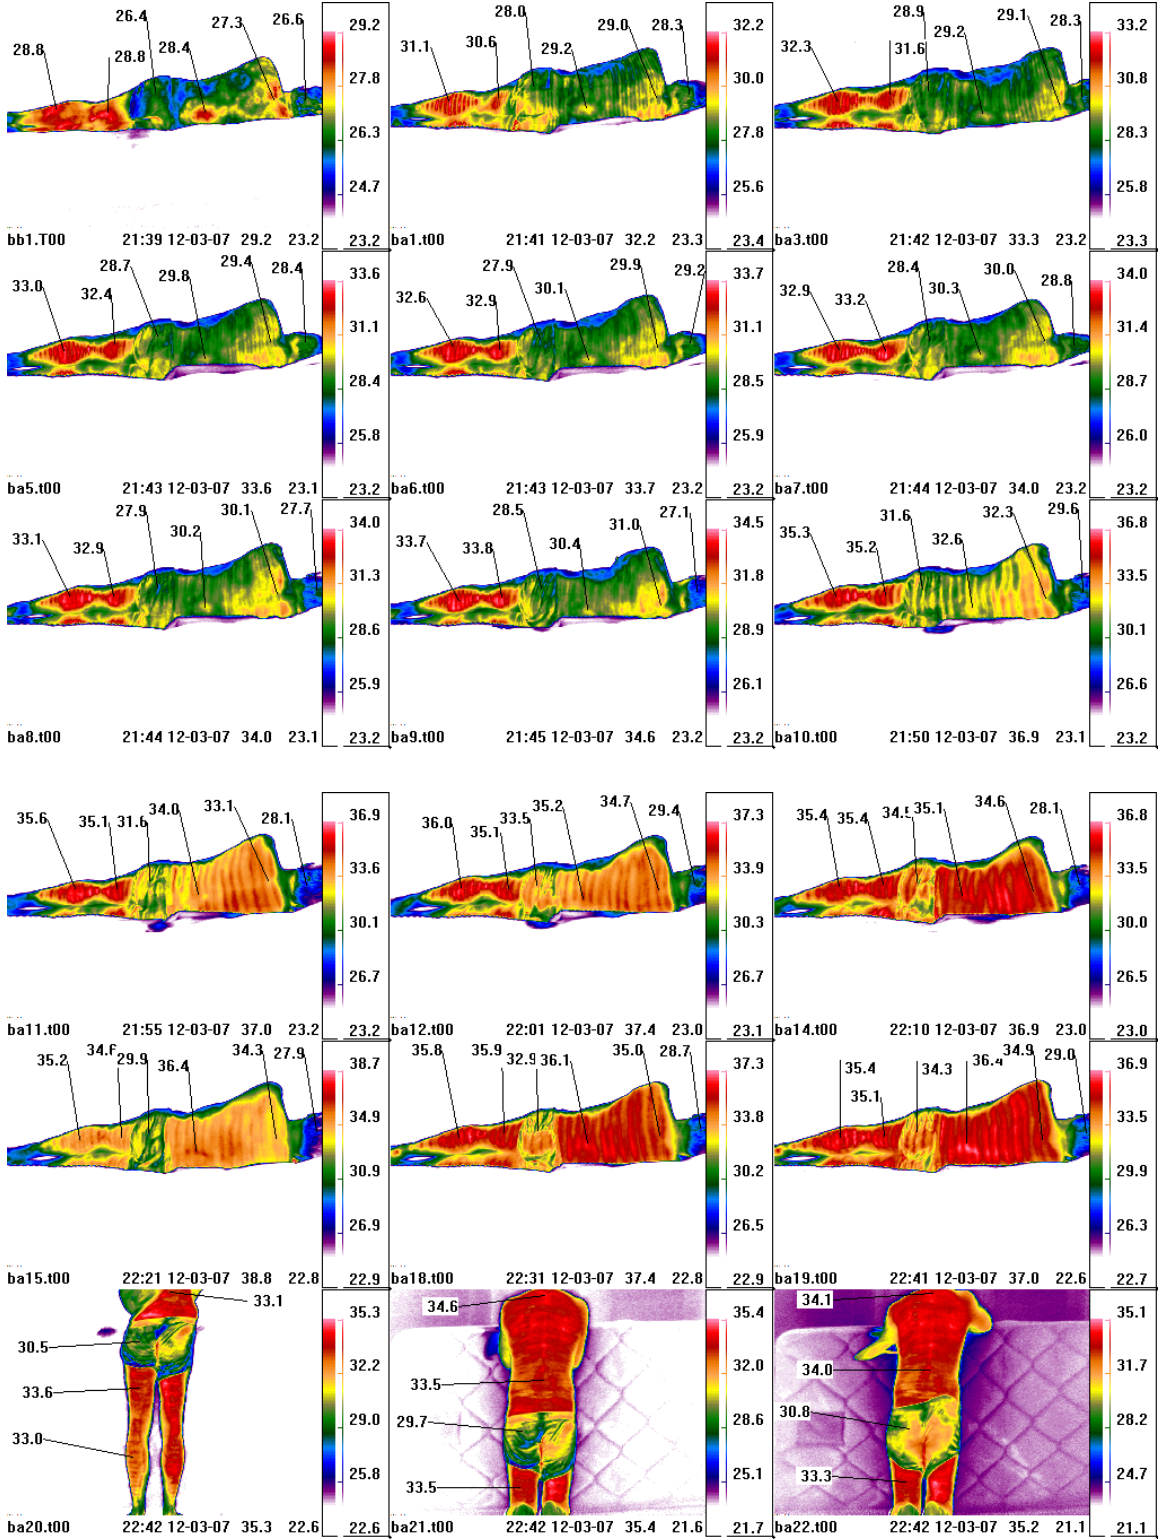 26.4 27.3 26.6 29.2
28.8 28.8 28.4 27.8
26.3
24.7
bb1.T00 21:39 12-03-07 29.2 23.2 23.2
28.0 29.0 28.3 32.2
31.1 30.6 29.2 30.0
27.8
25.6
ba1.t00 21:41 12-03-07 32.2 23.3 23.4
28.9 29.1 28.3 33.2
32.3 31.6 29.2 30.8
28.3
25.8
ba3.t00 21:42 12-03-07 33.3 23.2 23.3
28.7 29.8 29.4 28.4 33.6
33.0 32.4 31.1
28.4
25.8
ba5.t00 21:43 12-03-07 33.6 23.1 23.2
27.9 30.1 29.9 29.2 33.7
32.6 32.9 31.1
28.5
25.9
ba6.t00 21:43 12-03-07 33.7 23.2 23.2
28.4 30.3 30.0 28.8 34.0
32.9 33.2 31.4
28.7
26.0
ba7.t00 21:44 12-03-07 34.0 23.2 23.2
27.9 30.2 30.1 27.7 34.0
33.1 32.9 31.3
28.6
25.9
ba8.t00 21:44 12-03-07 34.0 23.1 23.2
28.5 30.4 31.0 27.1 34.5
33.7 33.8 31.8
28.9
26.1
ba9.t00 21:45 12-03-07 34.6 23.2 23.2
31.6 32.6 32.3 29.6 36.8
35.3 35.2 33.5
30.1
26.6
ba10.t00 21:50 12-03-07 36.9 23.1 23.2
35.6 35.1 31.6 34.0 33.1 28.1 36.9
33.6
30.1
26.7
ba11.t00 21:55 12-03-07 37.0 23.2 23.2
36.0 35.1 33.5 35.2 34.7 29.4 37.3
33.9
30.3
26.7
ba12.t00 22:01 12-03-07 37.4 23.0 23.1
35.4 35.4 34.5 35.1 34.6 28.1 36.8
33.5
30.0
26.5
ba14.t00 22:10 12-03-07 36.9 23.0 23.0
35.2 34.6 29.9 36.4 34.3 27.9 38.7
34.9
30.9
26.9
ba15.t00 22:21 12-03-07 38.8 22.8 22.9
35.8 35.9 32.9 36.1 35.0 28.7 37.3
33.8
30.2
26.5
ba18.t00 22:31 12-03-07 37.4 22.8 22.9
35.4 35.1 34.3 36.4 34.9 29.0 36.9
33.5
29.9
26.3
ba19.t00 22:41 12-03-07 37.0 22.6 22.7
33.1 35.3
30.5 32.2
33.6 29.0
33.0 25.8
ba20.t00 22:42 12-03-07 35.3 22.6 22.6
34.6 35.4
33.5 32.0
29.7 28.6
33.5 25.1
ba21.t00 22:42 12-03-07 35.4 21.6 21.7
34.1 35.1
34.0 31.7
30.8 28.2
33.3 24.7
ba22.t00 22:42 12-03-07 35.2 21.1 21.1